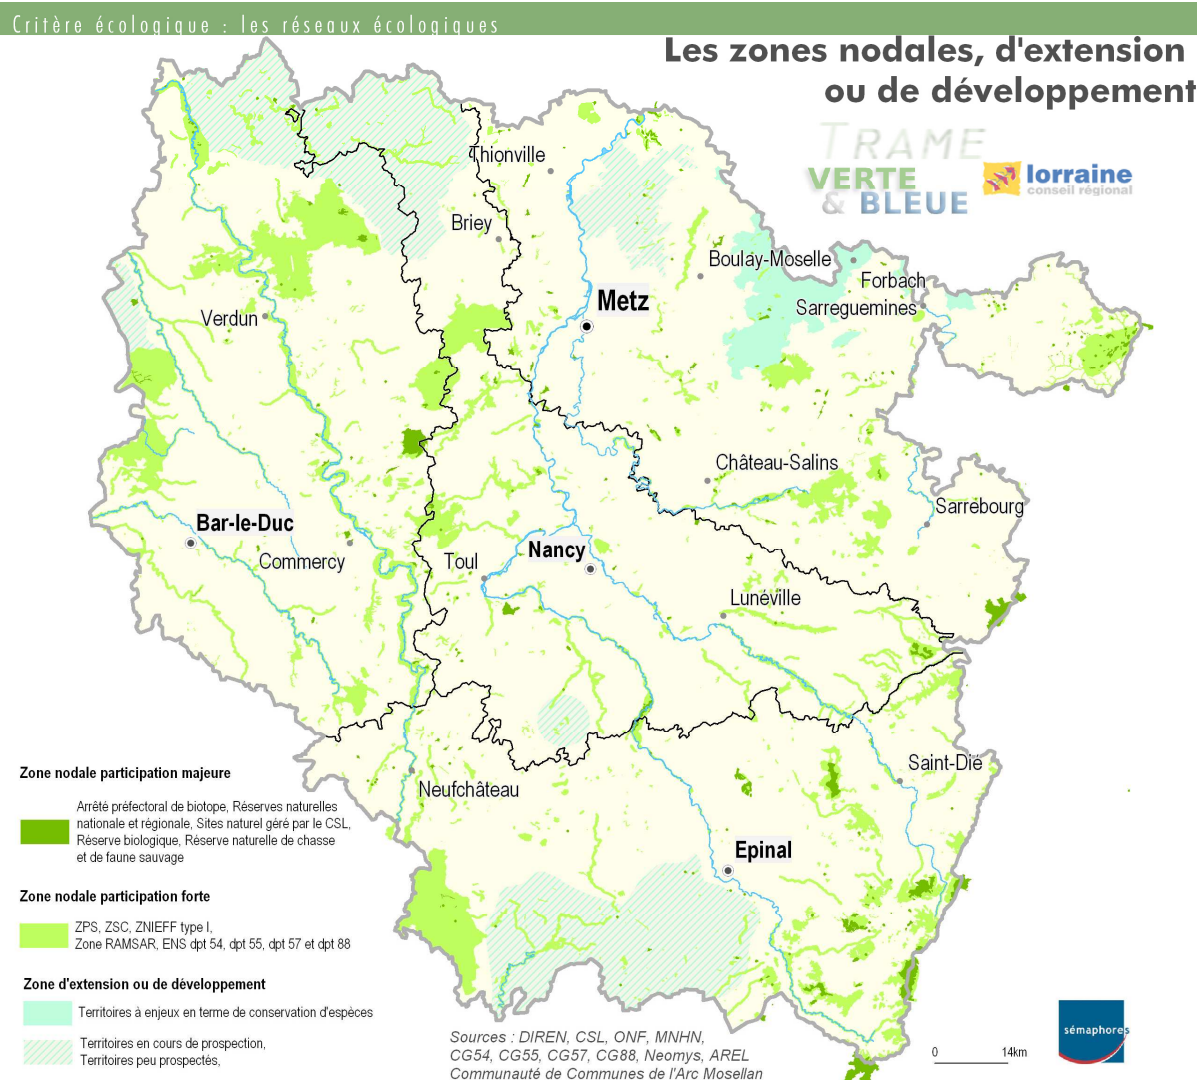 Critère écologique : les réseaux écologiques
Les zones nodales, d'extension
ou de développement
TRAME
VERTE
& BLEUE
lorraine
conseil régional
Thionville
Briey
Boulay-Moselle
Forbach
Metz
Sarreguemines
Verdun
Château-Salins
Sarrebourg
Bar-le-Duc
Nancy
Commercy
Toul
Lunéville
Saint-Dié
Neufchâteau
Epinal
Zone nodale participation majeure
Arrêté préfectoral de biotope, Réserves naturelles
nationale et régionale, Sites naturel géré par le CSL,
Réserve biologique, Réserve naturelle de chasse
et de faune sauvage
Zone nodale participation forte
ZPS, ZSC, ZNIEFF type I,
Zone RAMSAR, ENS dpt 54, dpt 55, dpt 57 et dpt 88
Zone d'extension ou de développement
Territoires à enjeux en terme de conservation d'espèces
Territoires en cours de prospection,
Territoires peu prospectés,
Sources : DIREN, CSL, ONF, MNHN,
CG54, CG55, CG57, CG88, Neomys, AREL
Communauté de Communes de l'Arc Mosellan
0 14km
sémaphores